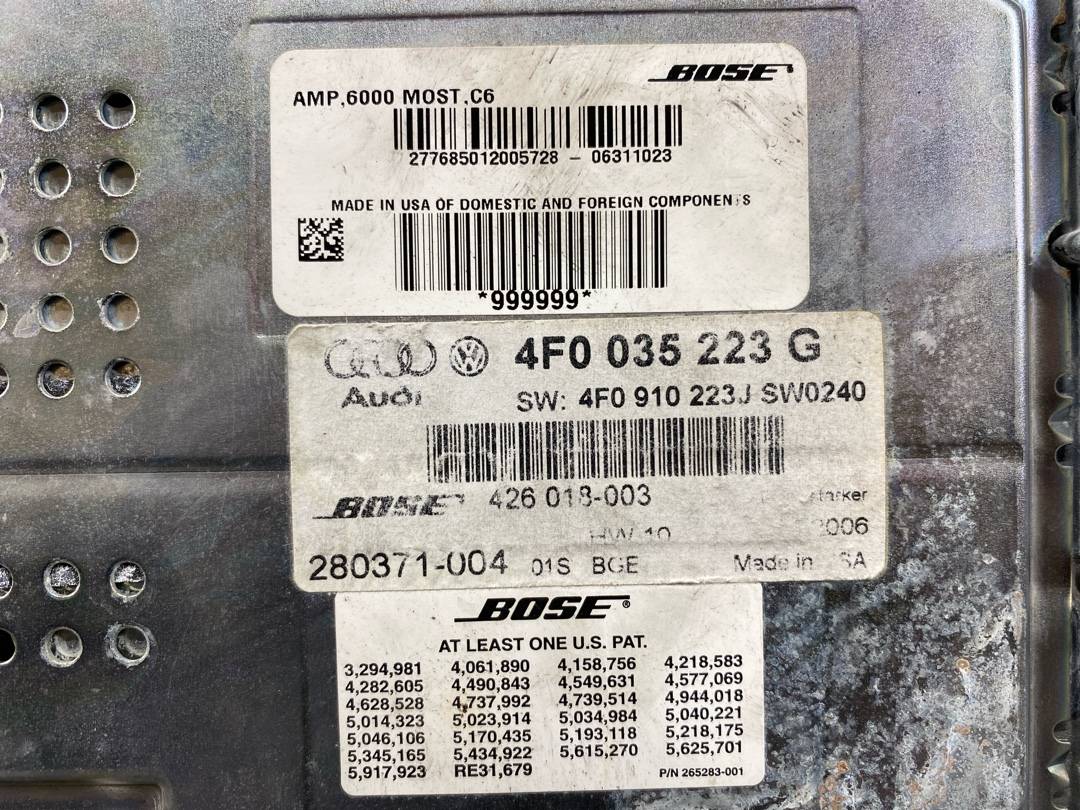 BOSE
AMP,6000 MOST,C6
277685012005728 - 06311023
MADE IN USA OF DOMESTIC AND FOREIGN COMPONENTS
*999999*
4F0 035 223 G
Audi
SW: 4F0 910 223J SW0240
BOSE 426 018-003
HW 10 2006
280371-004 01S BGE Made in SA
BOSE®
AT LEAST ONE U.S. PAT.
3,294,981 4,061,890 4,158,756 4,218,583
4,282,605 4,490,843 4,549,631 4,577,069
4,628,528 4,737,992 4,739,514 4,944,018
5,014,323 5,023,914 5,034,984 5,040,221
5,046,106 5,170,435 5,193,118 5,218,175
5,345,165 5,434,922 5,615,270 5,625,701
5,917,923 RE31,679 P/N 265283-001